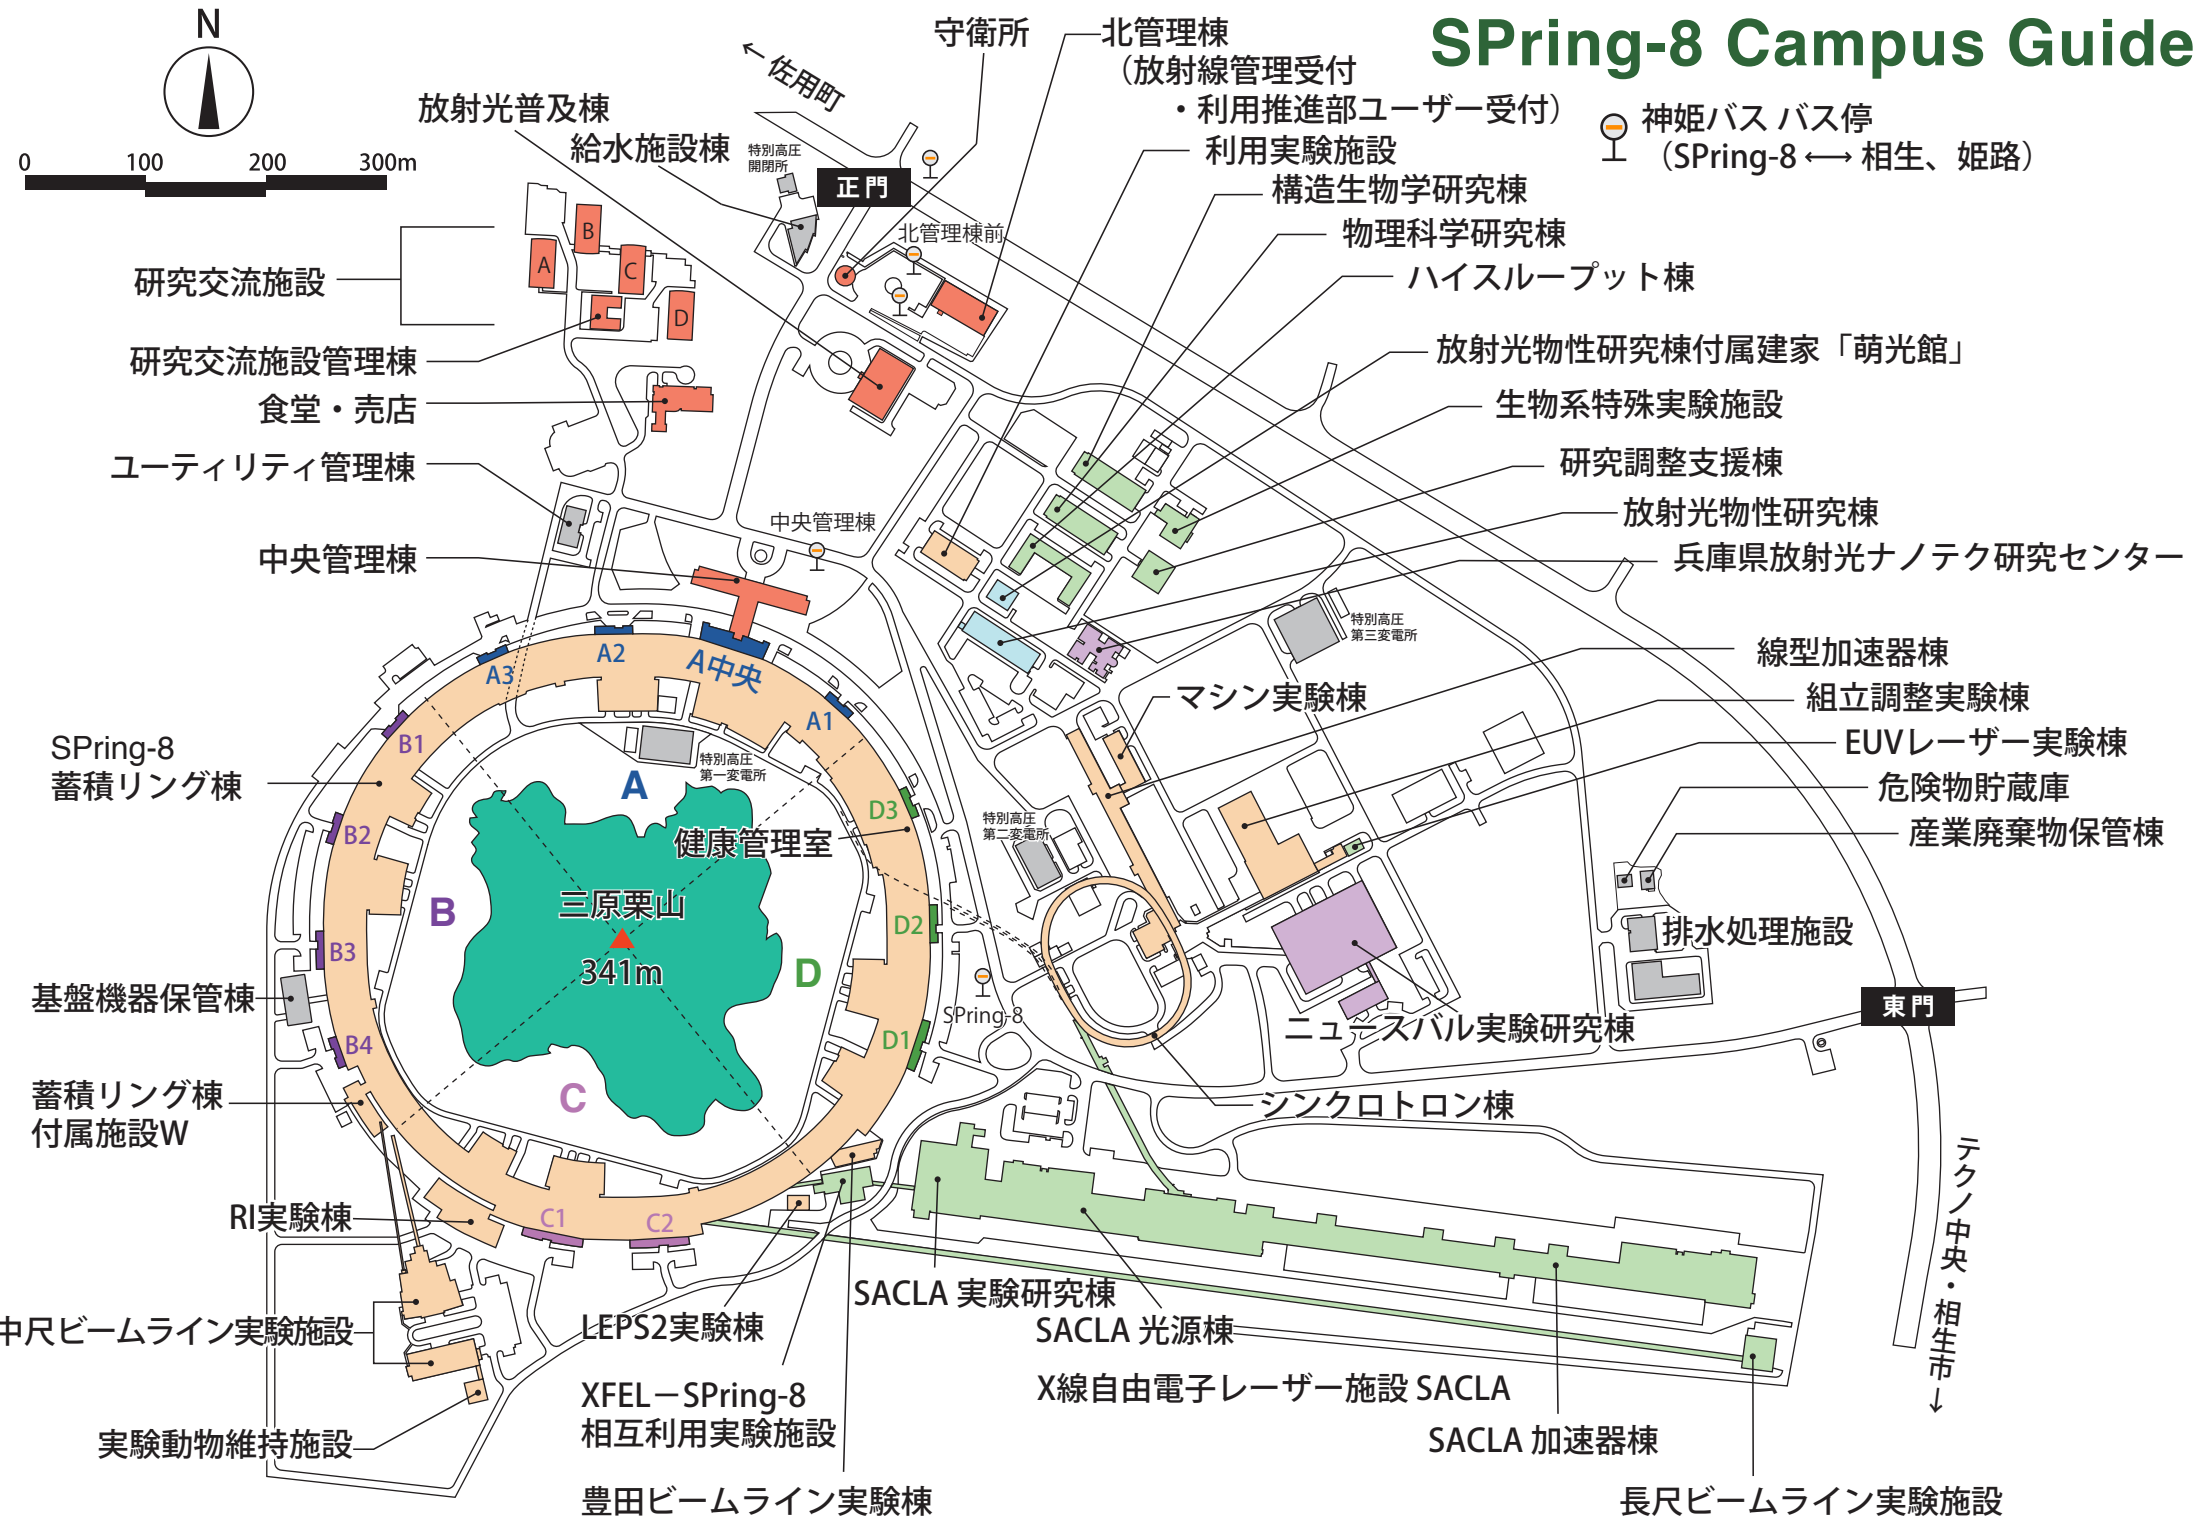 SPring-8 Campus Guide
N
0 100 200 300m
← 佐用町
守衛所
北管理棟
（放射線管理受付
・利用推進部ユーザー受付）
神姫バス バス停
（SPring-8 ⟷ 相生、姫路）
放射光普及棟
給水施設棟
特別高圧
開閉所
正門
利用実験施設
構造生物学研究棟
物理科学研究棟
ハイスループット棟
放射光物性研究棟付属建家「萌光館」
生物系特殊実験施設
研究調整支援棟
放射光物性研究棟
兵庫県放射光ナノテク研究センター
北管理棟前
A
B
C
D
研究交流施設
研究交流施設管理棟
食堂・売店
ユーティリティ管理棟
中央管理棟
中央管理棟
特別高圧
第三変電所
線型加速器棟
組立調整実験棟
EUVレーザー実験棟
危険物貯蔵庫
産業廃棄物保管棟
マシン実験棟
A3
A2
A中央
A1
B1
B2
B3
B4
C1
C2
D1
D2
D3
SPring-8
蓄積リング棟
特別高圧
第一変電所
A
B
C
D
健康管理室
三原栗山
341m
特別高圧
第二変電所
排水処理施設
東門
基盤機器保管棟
SPring-8
ニュースバル実験研究棟
シンクロトロン棟
蓄積リング棟
付属施設W
RI実験棟
中尺ビームライン実験施設
実験動物維持施設
LEPS2実験棟
XFEL－SPring-8
相互利用実験施設
豊田ビームライン実験棟
SACLA 実験研究棟
SACLA 光源棟
X線自由電子レーザー施設 SACLA
SACLA 加速器棟
長尺ビームライン実験施設
テクノ中央・相生市→